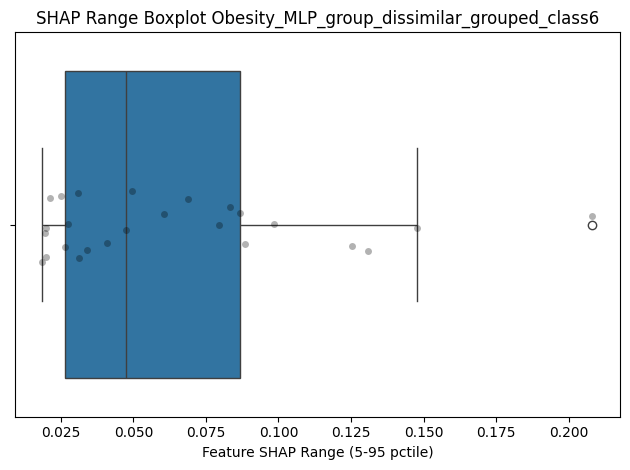 SHAP Range Boxplot Obesity_MLP_group_dissimilar_grouped_class6
0.025 0.050 0.075 0.100 0.125 0.150 0.175 0.200
Feature SHAP Range (5-95 pctile)